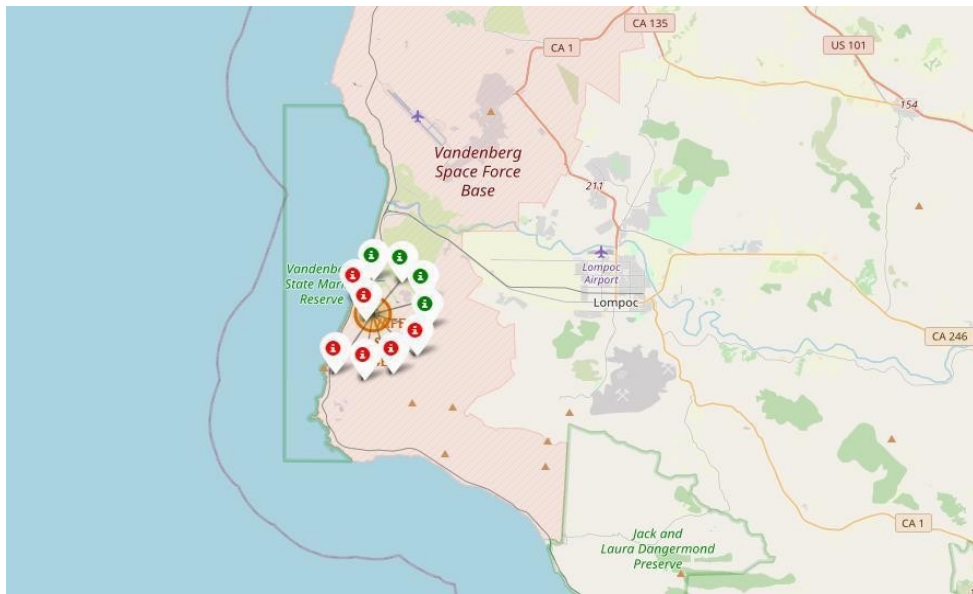 CA 135
CA 1
US 101
154
Vandenberg
Space Force
Base
211
Lompoc
Airport
Lompoc
State Mari
Reserve
CA 246
CA 1
Jack and
Laura Dangermond
Preserve